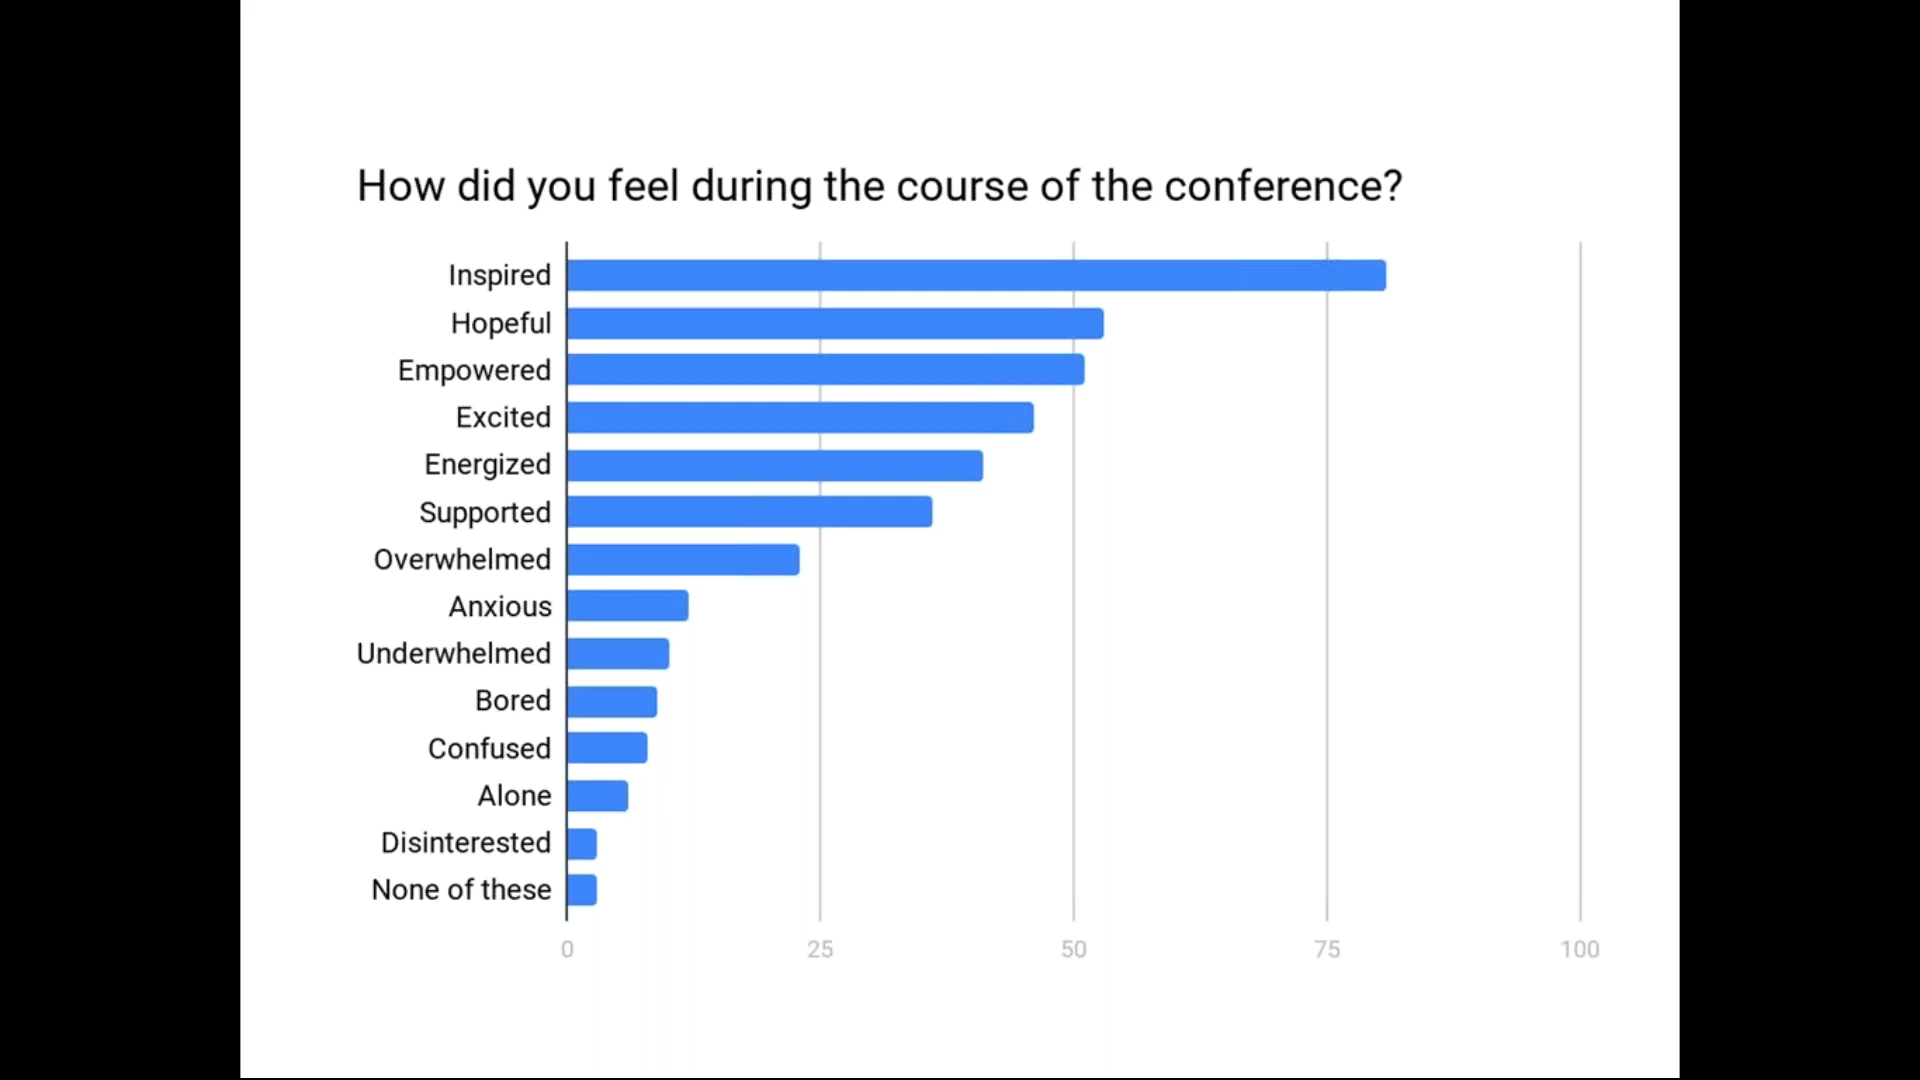 How did you feel during the course of the conference?
Inspired
Hopeful
Empowered
Excited
Energized
Supported
Overwhelmed
Anxious
Underwhelmed
Bored
Confused
Alone
Disinterested
None of these
0 25 50 75 100